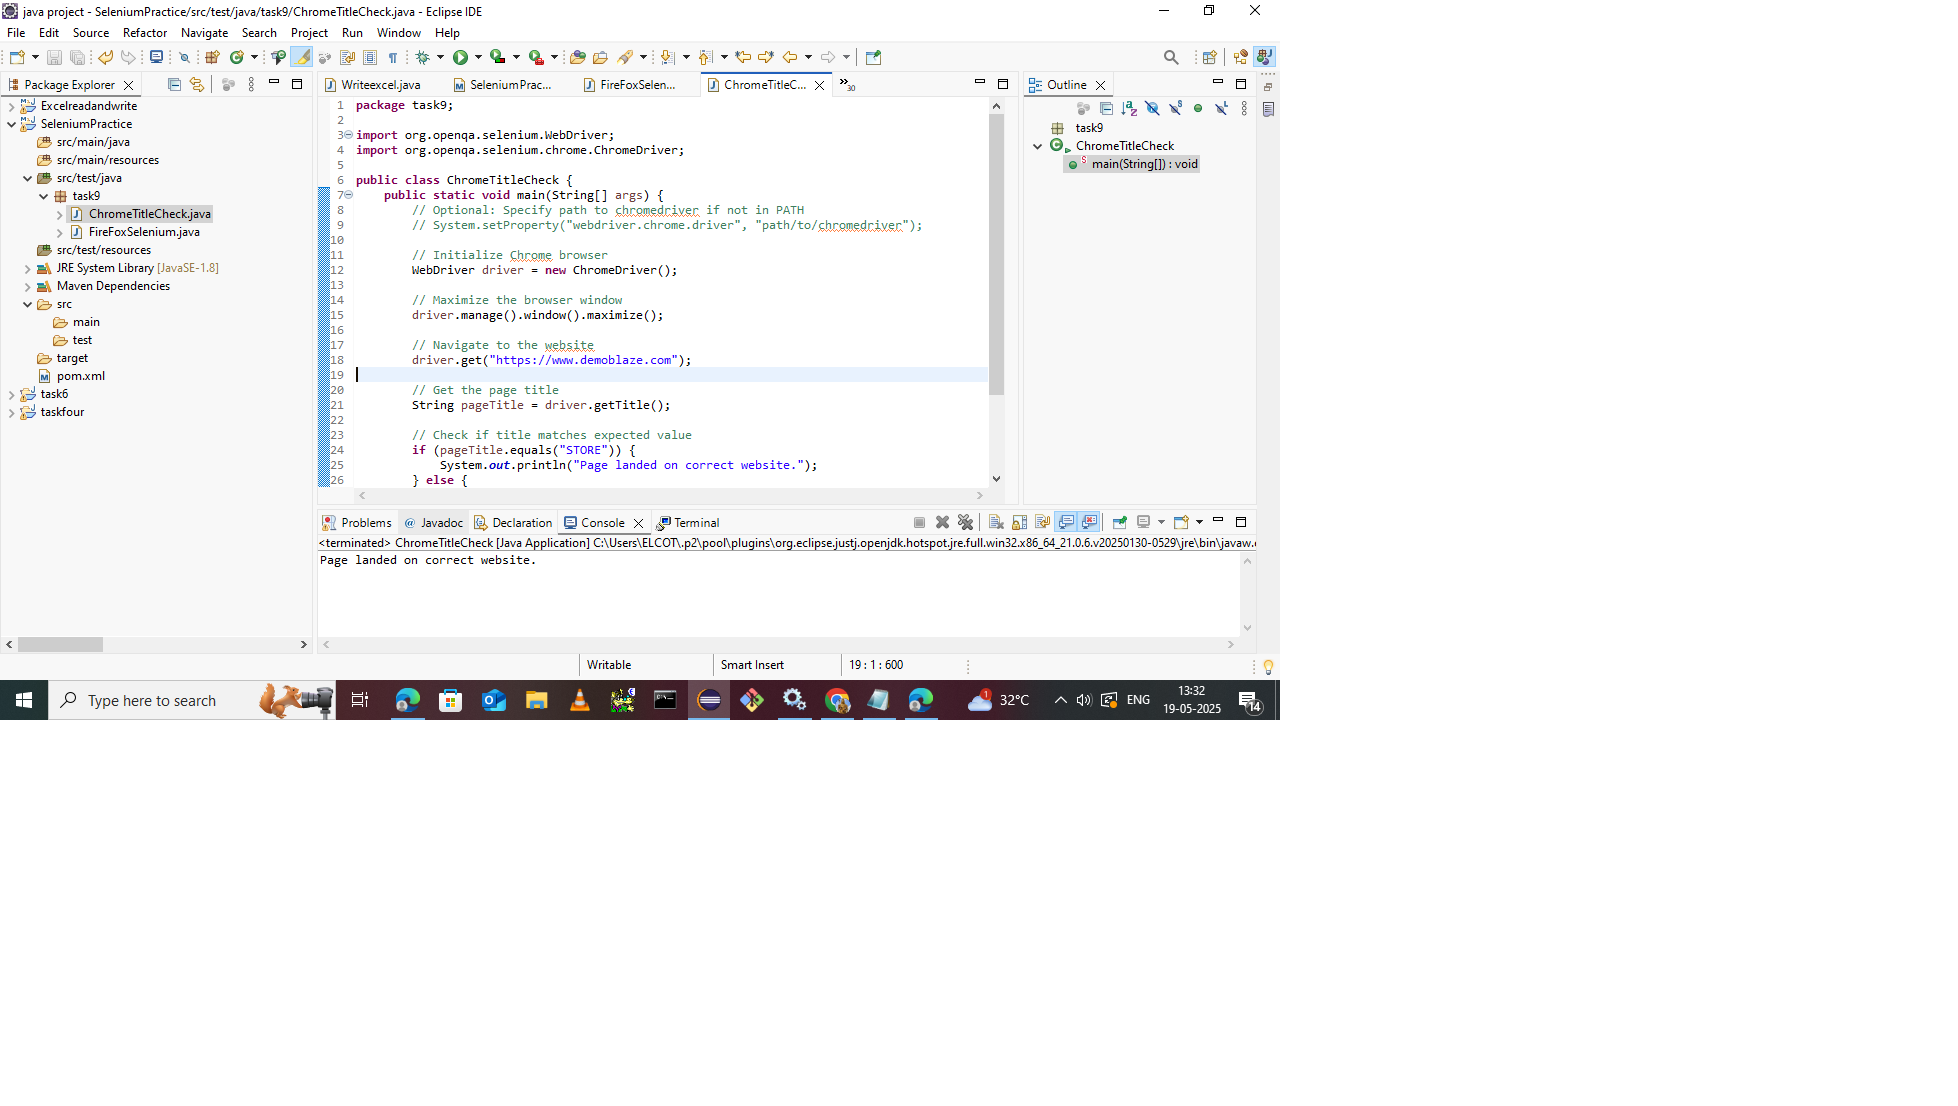 java project - SeleniumPractice/src/test/java/task9/ChromeTitleCheck.java - Eclipse IDE
File Edit Source Refactor Navigate Search Project Run Window Help
Package Explorer
Writeexcel.java SeleniumPrac... FireFoxSelen... ChromeTitleC... »30
Outline
Excelreadandwrite
SeleniumPractice
src/main/java
src/main/resources
src/test/java
task9
ChromeTitleCheck.java
FireFoxSelenium.java
src/test/resources
JRE System Library [JavaSE-1.8]
Maven Dependencies
src
main
test
target
pom.xml
task6
taskfour
1 package task9;
2
3 import org.openqa.selenium.WebDriver;
4 import org.openqa.selenium.chrome.ChromeDriver;
5
6 public class ChromeTitleCheck {
7 public static void main(String[] args) {
8 // Optional: Specify path to chromedriver if not in PATH
9 // System.setProperty("webdriver.chrome.driver", "path/to/chromedriver");
10
11 // Initialize Chrome browser
12 WebDriver driver = new ChromeDriver();
13
14 // Maximize the browser window
15 driver.manage().window().maximize();
16
17 // Navigate to the website
18 driver.get("https://www.demoblaze.com");
19
20 // Get the page title
21 String pageTitle = driver.getTitle();
22
23 // Check if title matches expected value
24 if (pageTitle.equals("STORE")) {
25 System.out.println("Page landed on correct website.");
26 } else {
task9
ChromeTitleCheck
main(String[]) : void
Problems @ Javadoc Declaration Console Terminal
<terminated> ChromeTitleCheck [Java Application] C:\Users\ELCOT\.p2\pool\plugins\org.eclipse.justj.openjdk.hotspot.jre.full.win32.x86_64_21.0.6.v20250130-0529\jre\bin\javaw.
Page landed on correct website.
Writable Smart Insert 19 : 1 : 600
Type here to search
1 32°C ENG
13:32
19-05-2025
14